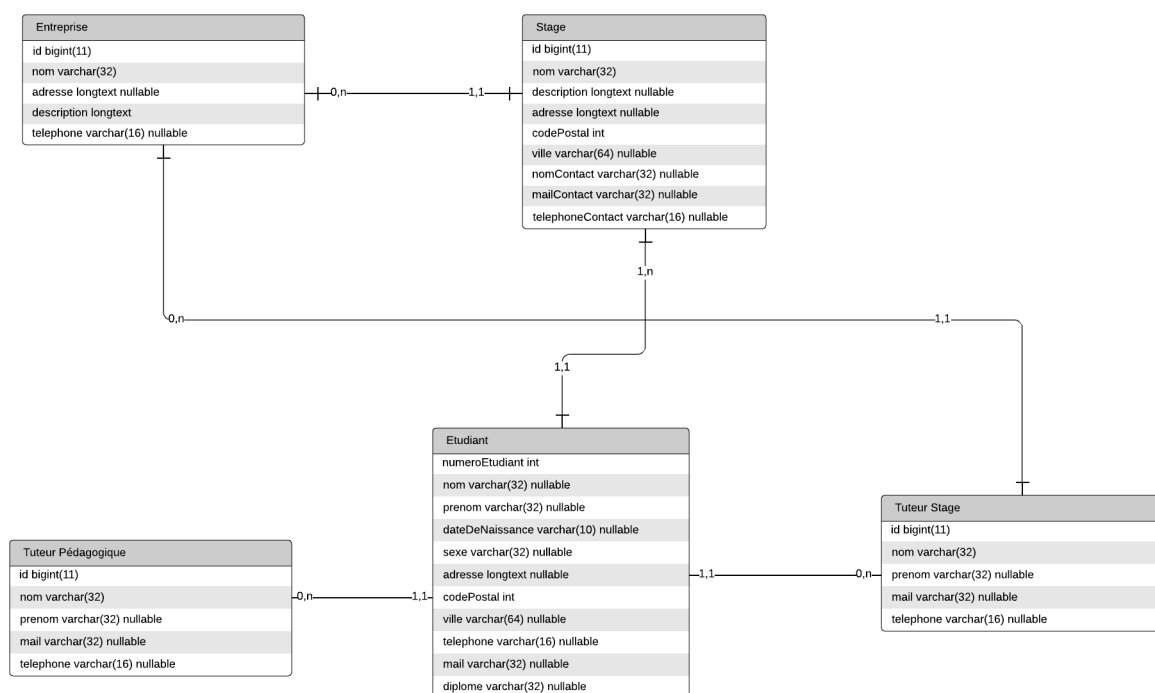 Entreprise
id bigint(11)
nom varchar(32)
adresse longtext nullable
description longtext
telephone varchar(16) nullable
Stage
id bigint(11)
nom varchar(32)
description longtext nullable
adresse longtext nullable
codePostal int
ville varchar(64) nullable
nomContact varchar(32) nullable
mailContact varchar(32) nullable
telephoneContact varchar(16) nullable
0,n
1,1
1,n
0,n
1,1
1,1
Etudiant
numeroEtudiant int
nom varchar(32) nullable
prenom varchar(32) nullable
dateDeNaissance varchar(10) nullable
sexe varchar(32) nullable
adresse longtext nullable
codePostal int
ville varchar(64) nullable
telephone varchar(16) nullable
mail varchar(32) nullable
diplome varchar(32) nullable
Tuteur Pédagogique
id bigint(11)
nom varchar(32)
prenom varchar(32) nullable
mail varchar(32) nullable
telephone varchar(16) nullable
0,n
1,1
1,1
0,n
Tuteur Stage
id bigint(11)
nom varchar(32)
prenom varchar(32) nullable
mail varchar(32) nullable
telephone varchar(16) nullable